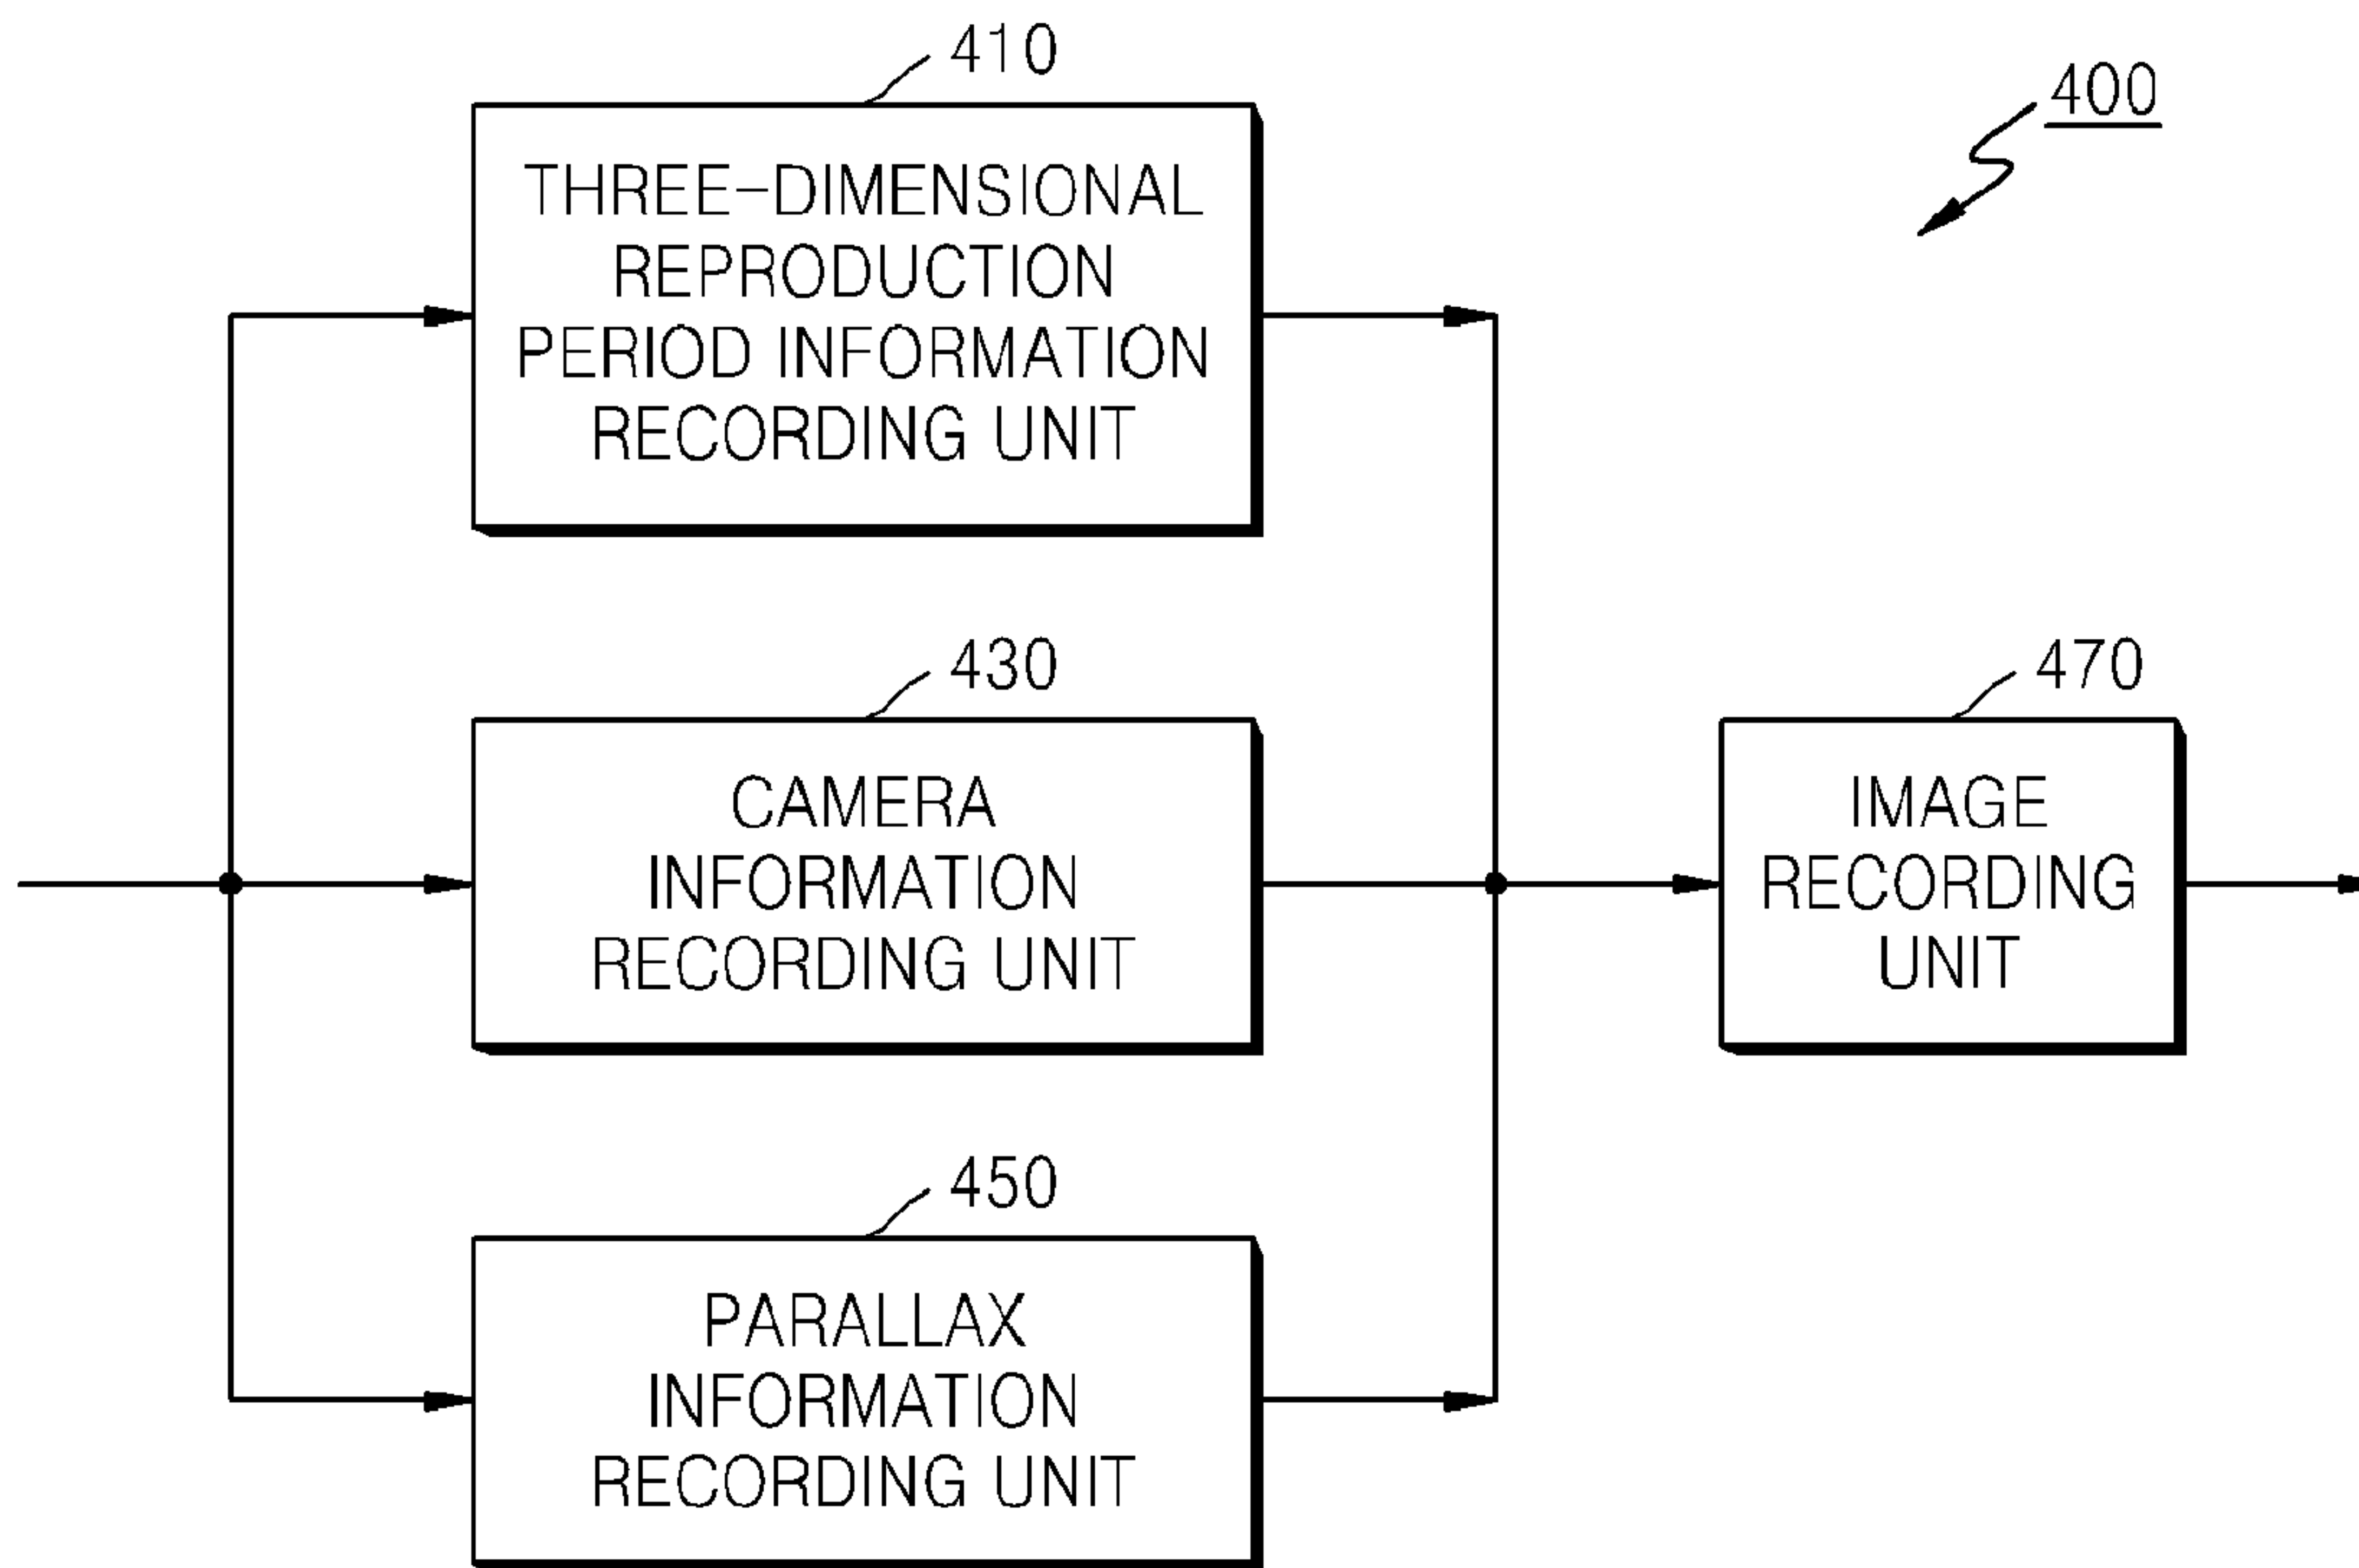 410
400
THREE-DIMENSIONAL
REPRODUCTION
PERIOD INFORMATION
RECORDING UNIT
430
470
CAMERA
INFORMATION
RECORDING UNIT
IMAGE
RECORDING
UNIT
450
PARALLAX
INFORMATION
RECORDING UNIT